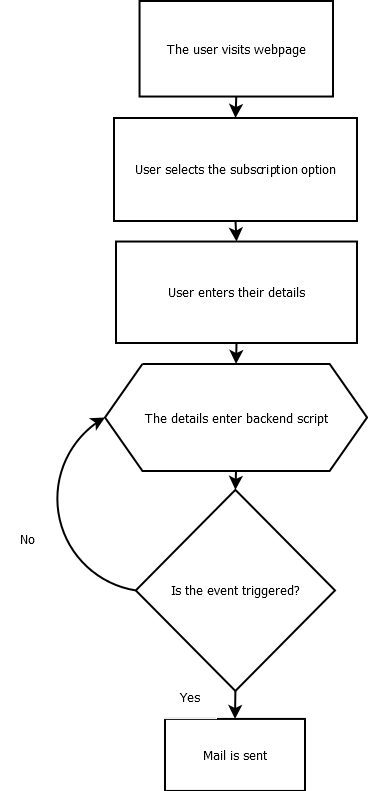 The user visits webpage
User selects the subscription option
User enters their details
The details enter backend script
No
Is the event triggered?
Yes
Mail is sent